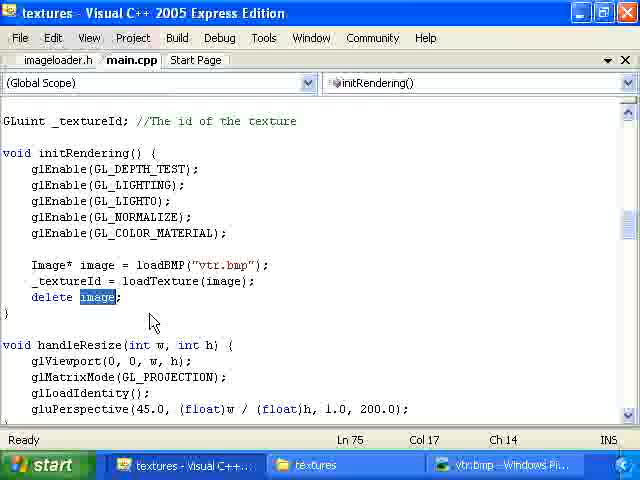 textures - Visual C++ 2005 Express Edition
File Edit View Project Build Debug Tools Window Community Help
imageloader.h main.cpp Start Page
(Global Scope) initRendering()
GLuint _textureId; //The id of the texture
void initRendering() {
glEnable(GL_DEPTH_TEST);
glEnable(GL_LIGHTING);
glEnable(GL_LIGHT0);
glEnable(GL_NORMALIZE);
glEnable(GL_COLOR_MATERIAL);
Image* image = loadBMP("vtr.bmp");
_textureId = loadTexture(image);
delete image;
}
void handleResize(int w, int h) {
glViewport(0, 0, w, h);
glMatrixMode(GL_PROJECTION);
glLoadIdentity();
gluPerspective(45.0, (float)w / (float)h, 1.0, 200.0);
Ready Ln 75 Col 17 Ch 14 INS
start textures - Visual C++... textures vtr.bmp - Windows Pi...